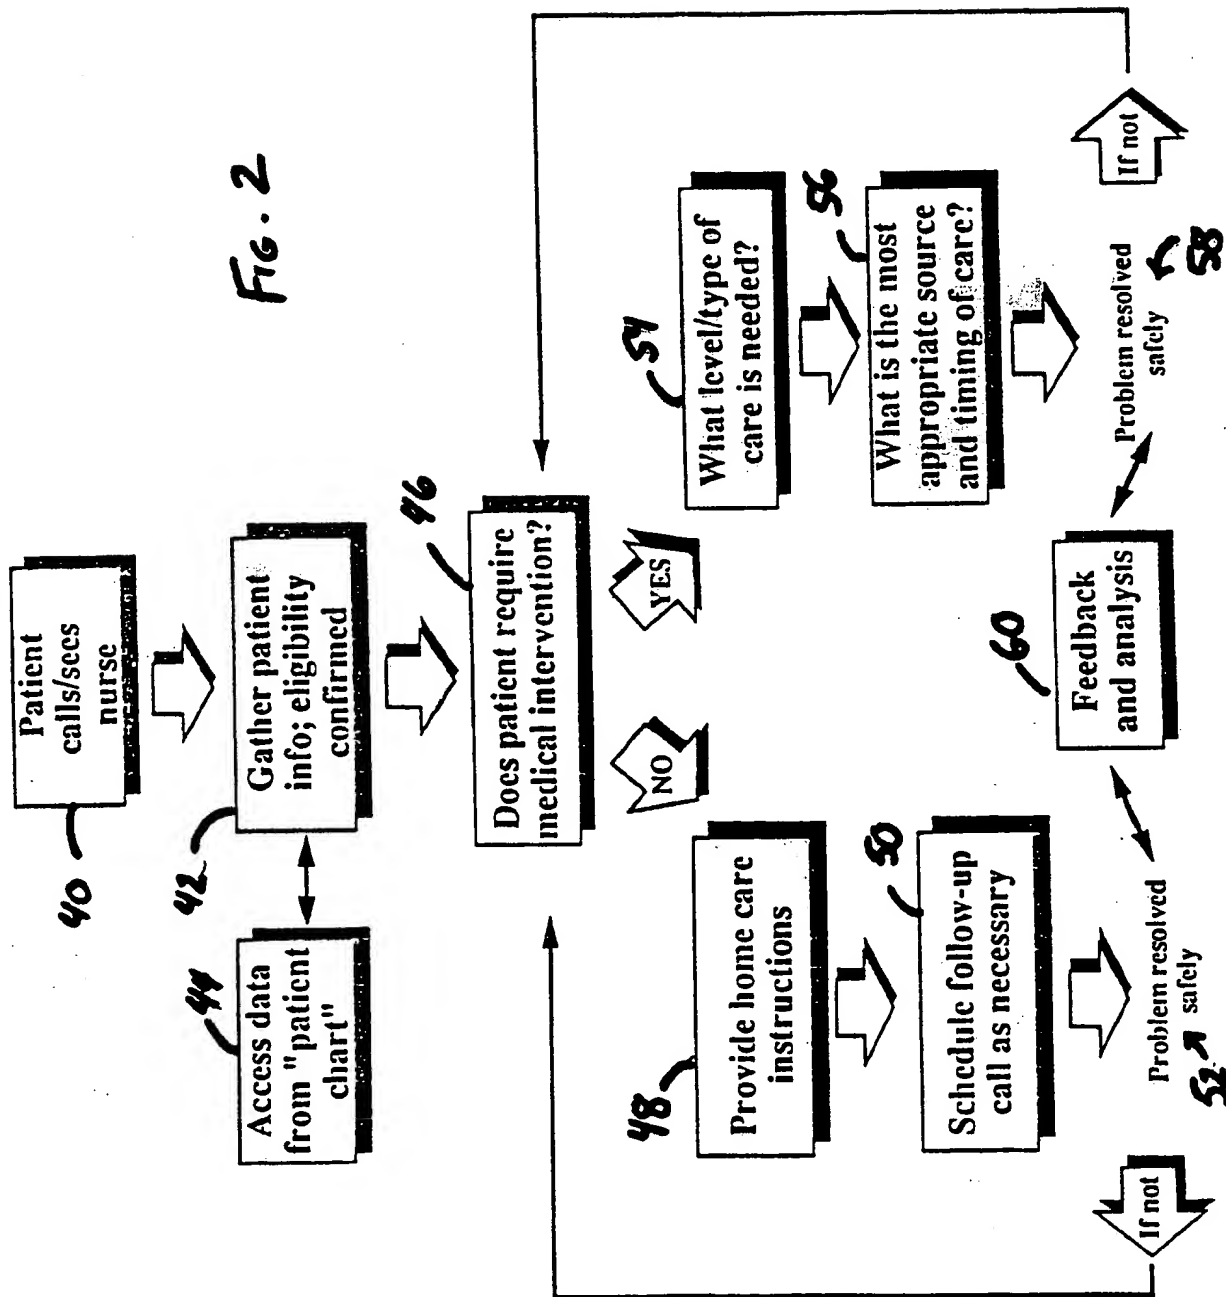 FIG. 2
40
Patient
calls/sees
nurse
42
Gather patient
info; eligibility
confirmed
44
Access data
from "patient
chart"
46
Does patient require
medical intervention?
NO
YES
48
Provide home care
instructions
50
Schedule follow-up
call as necessary
52
Problem resolved
safely
If not
54
What level/type of
care is needed?
56
What is the most
appropriate source
and timing of care?
58
Problem resolved
safely
If not
60
Feedback
and analysis